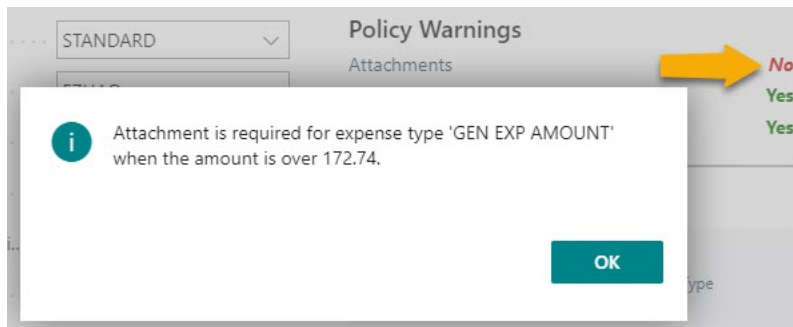 STANDARD
Policy Warnings
Attachments
No
Yes
Yes
Attachment is required for expense type 'GEN EXP AMOUNT'
when the amount is over 172.74.
OK